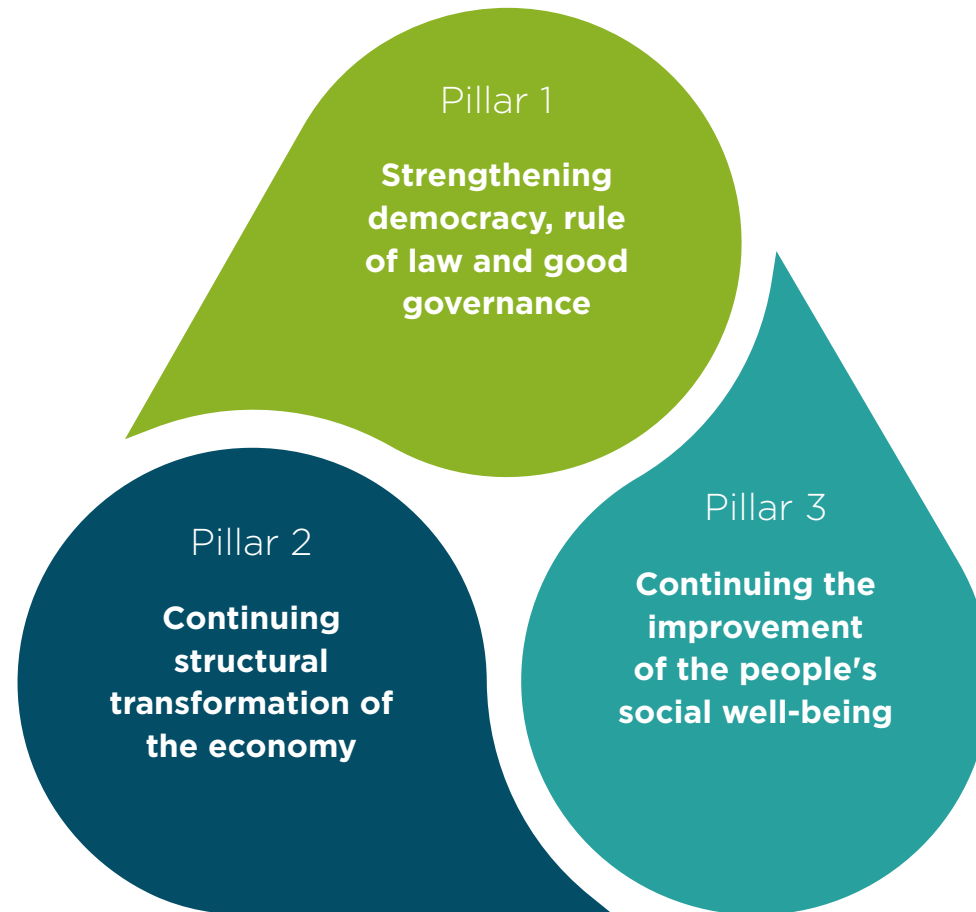 Pillar 1
Strengthening
democracy, rule
of law and good
governance
Pillar 2
Continuing
structural
transformation of
the economy
Pillar 3
Continuing the
improvement
of the people's
social well-being